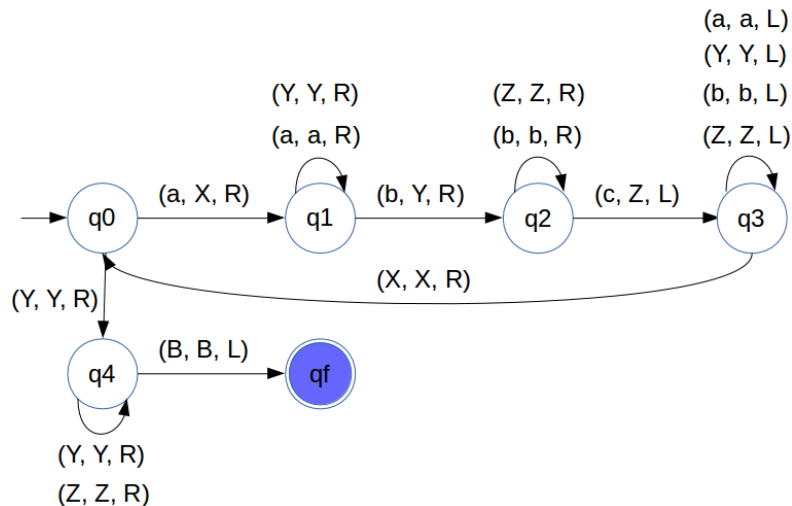 (a, a, L)
(Y, Y, L)
(Y, Y, R)
(Z, Z, R)
(b, b, L)
(a, a, R)
(b, b, R)
(Z, Z, L)
(a, X, R)
(b, Y, R)
(c, Z, L)
q0
q1
q2
q3
(X, X, R)
(Y, Y, R)
(B, B, L)
q4
qf
(Y, Y, R)
(Z, Z, R)